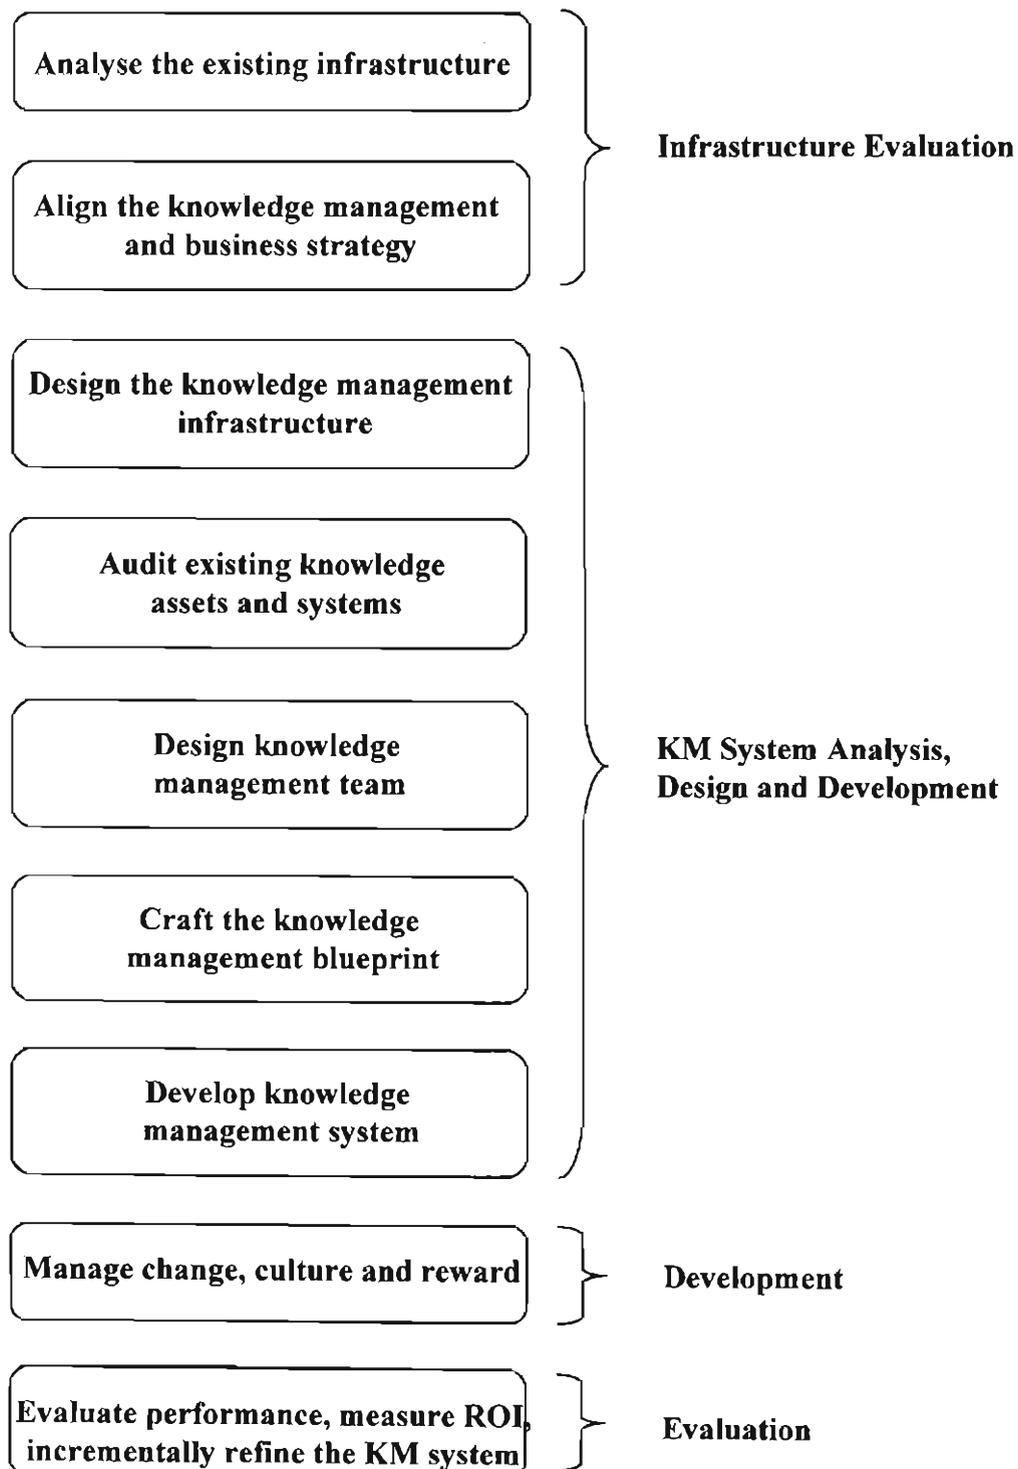 Analyse the existing infrastructure
Align the knowledge management
and business strategy
Infrastructure Evaluation
Design the knowledge management
infrastructure
Audit existing knowledge
assets and systems
Design knowledge
management team
Craft the knowledge
management blueprint
Develop knowledge
management system
KM System Analysis,
Design and Development
Manage change, culture and reward
Development
Evaluate performance, measure ROI,
incrementally refine the KM system
Evaluation